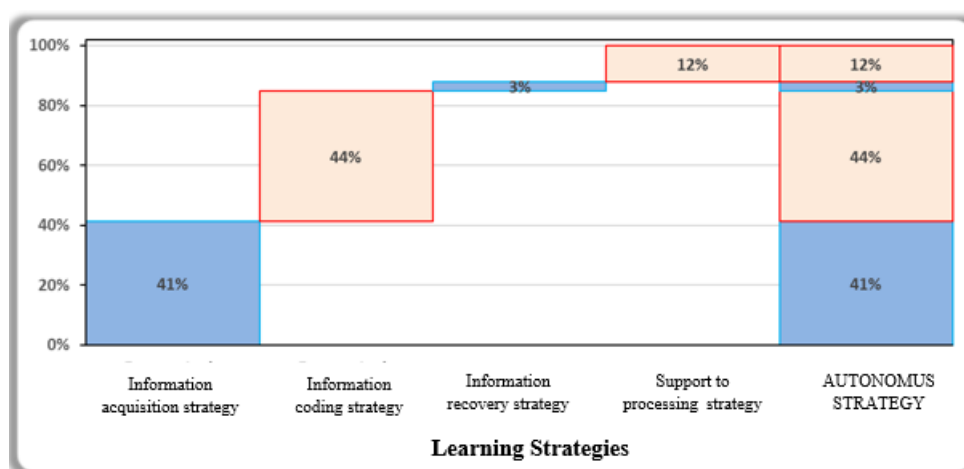 100%
80%
60%
40%
20%
0%
41%
44%
3%
12%
12%
3%
44%
41%
Information
acquisition strategy
Information
coding strategy
Information
recovery strategy
Support to
processing strategy
AUTONOMUS
STRATEGY
Learning Strategies